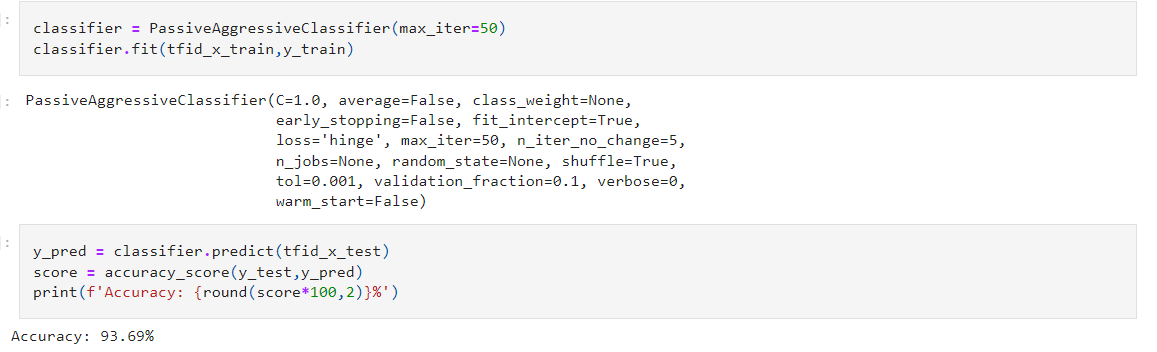 ]:
classifier = PassiveAggressiveClassifier(max_iter=50)
classifier.fit(tfid_x_train,y_train)
]:
PassiveAggressiveClassifier(C=1.0, average=False, class_weight=None,
early_stopping=False, fit_intercept=True,
loss='hinge', max_iter=50, n_iter_no_change=5,
n_jobs=None, random_state=None, shuffle=True,
tol=0.001, validation_fraction=0.1, verbose=0,
warm_start=False)
]:
y_pred = classifier.predict(tfid_x_test)
score = accuracy_score(y_test,y_pred)
print(f'Accuracy: {round(score*100,2)}%')
Accuracy: 93.69%